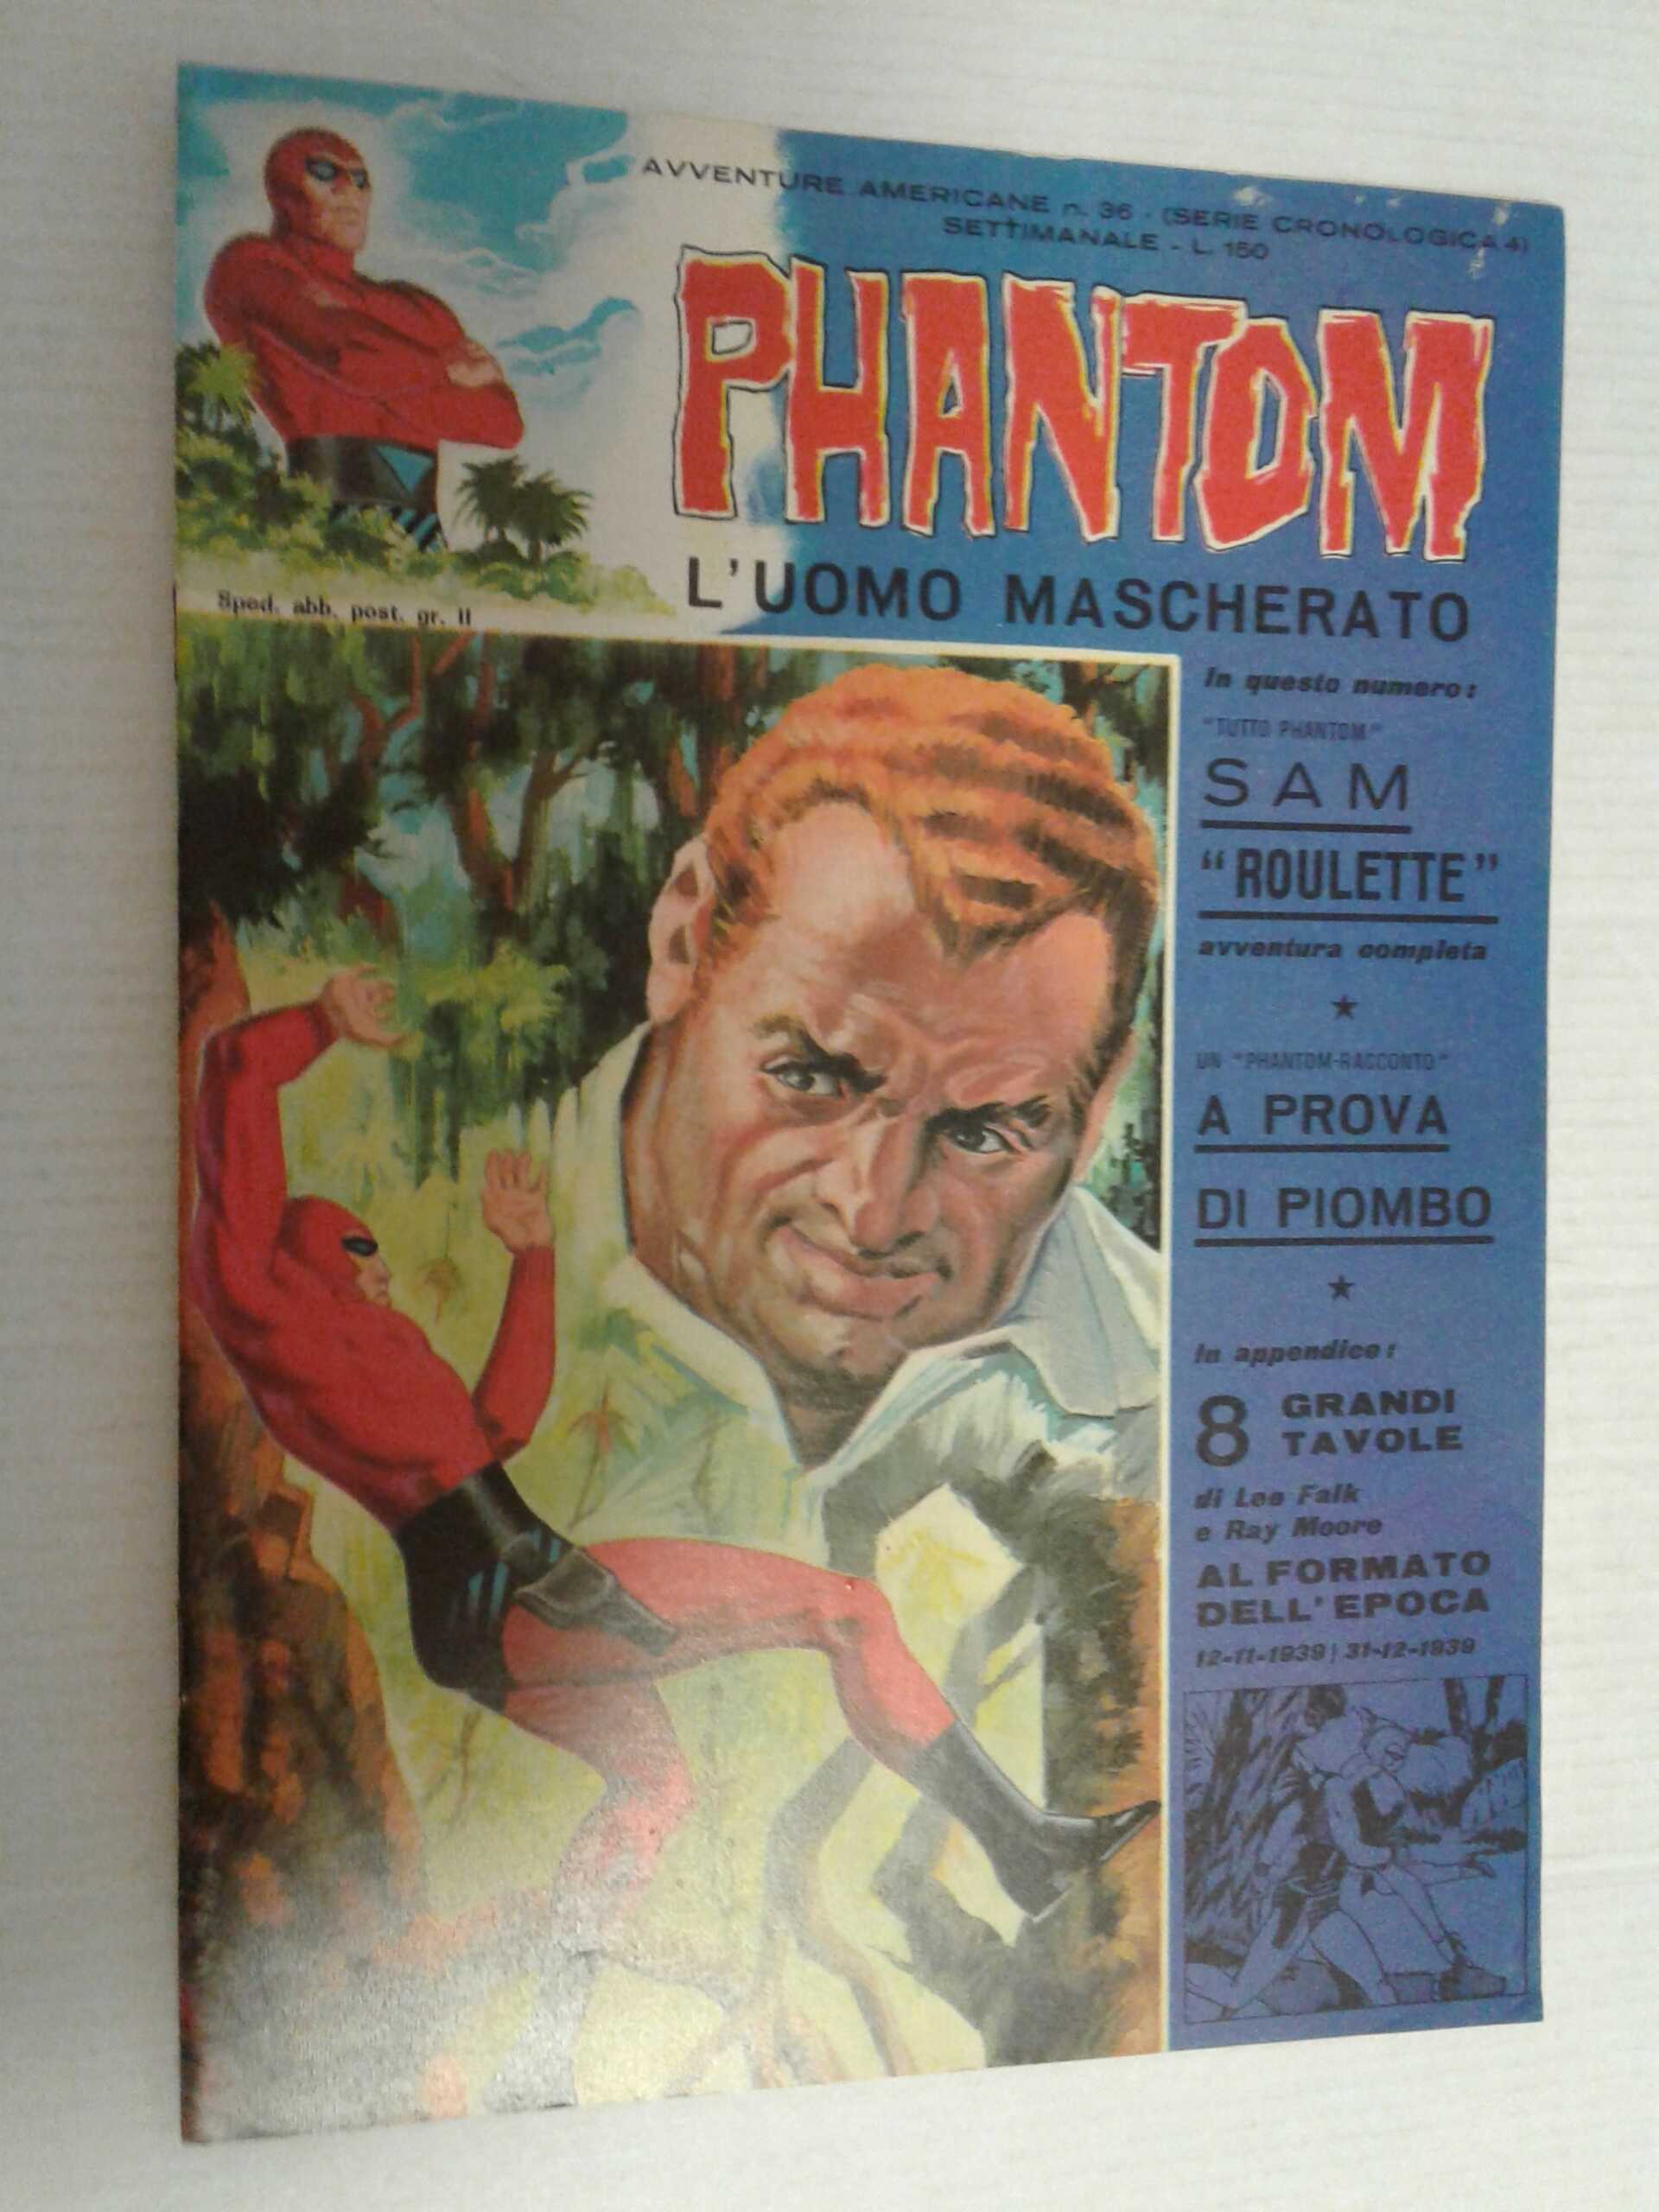 AVVENTURE AMERICANE n. 36 - (SERIE CRONOLOGICA 4)
SETTIMANALE - L. 150
PHANTOM
L'UOMO MASCHERATO
Sped. abb. post. gr. II
In questo numero:
"TUTTO PHANTOM"
SAM
"ROULETTE"
avventura completa
UN "PHANTOM-RACCONTO"
A PROVA
DI PIOMBO
In appendice:
8 GRANDI
TAVOLE
di Lee Falk
e Ray Moore
AL FORMATO
DELL'EPOCA
12-11-1939 / 31-12-1939